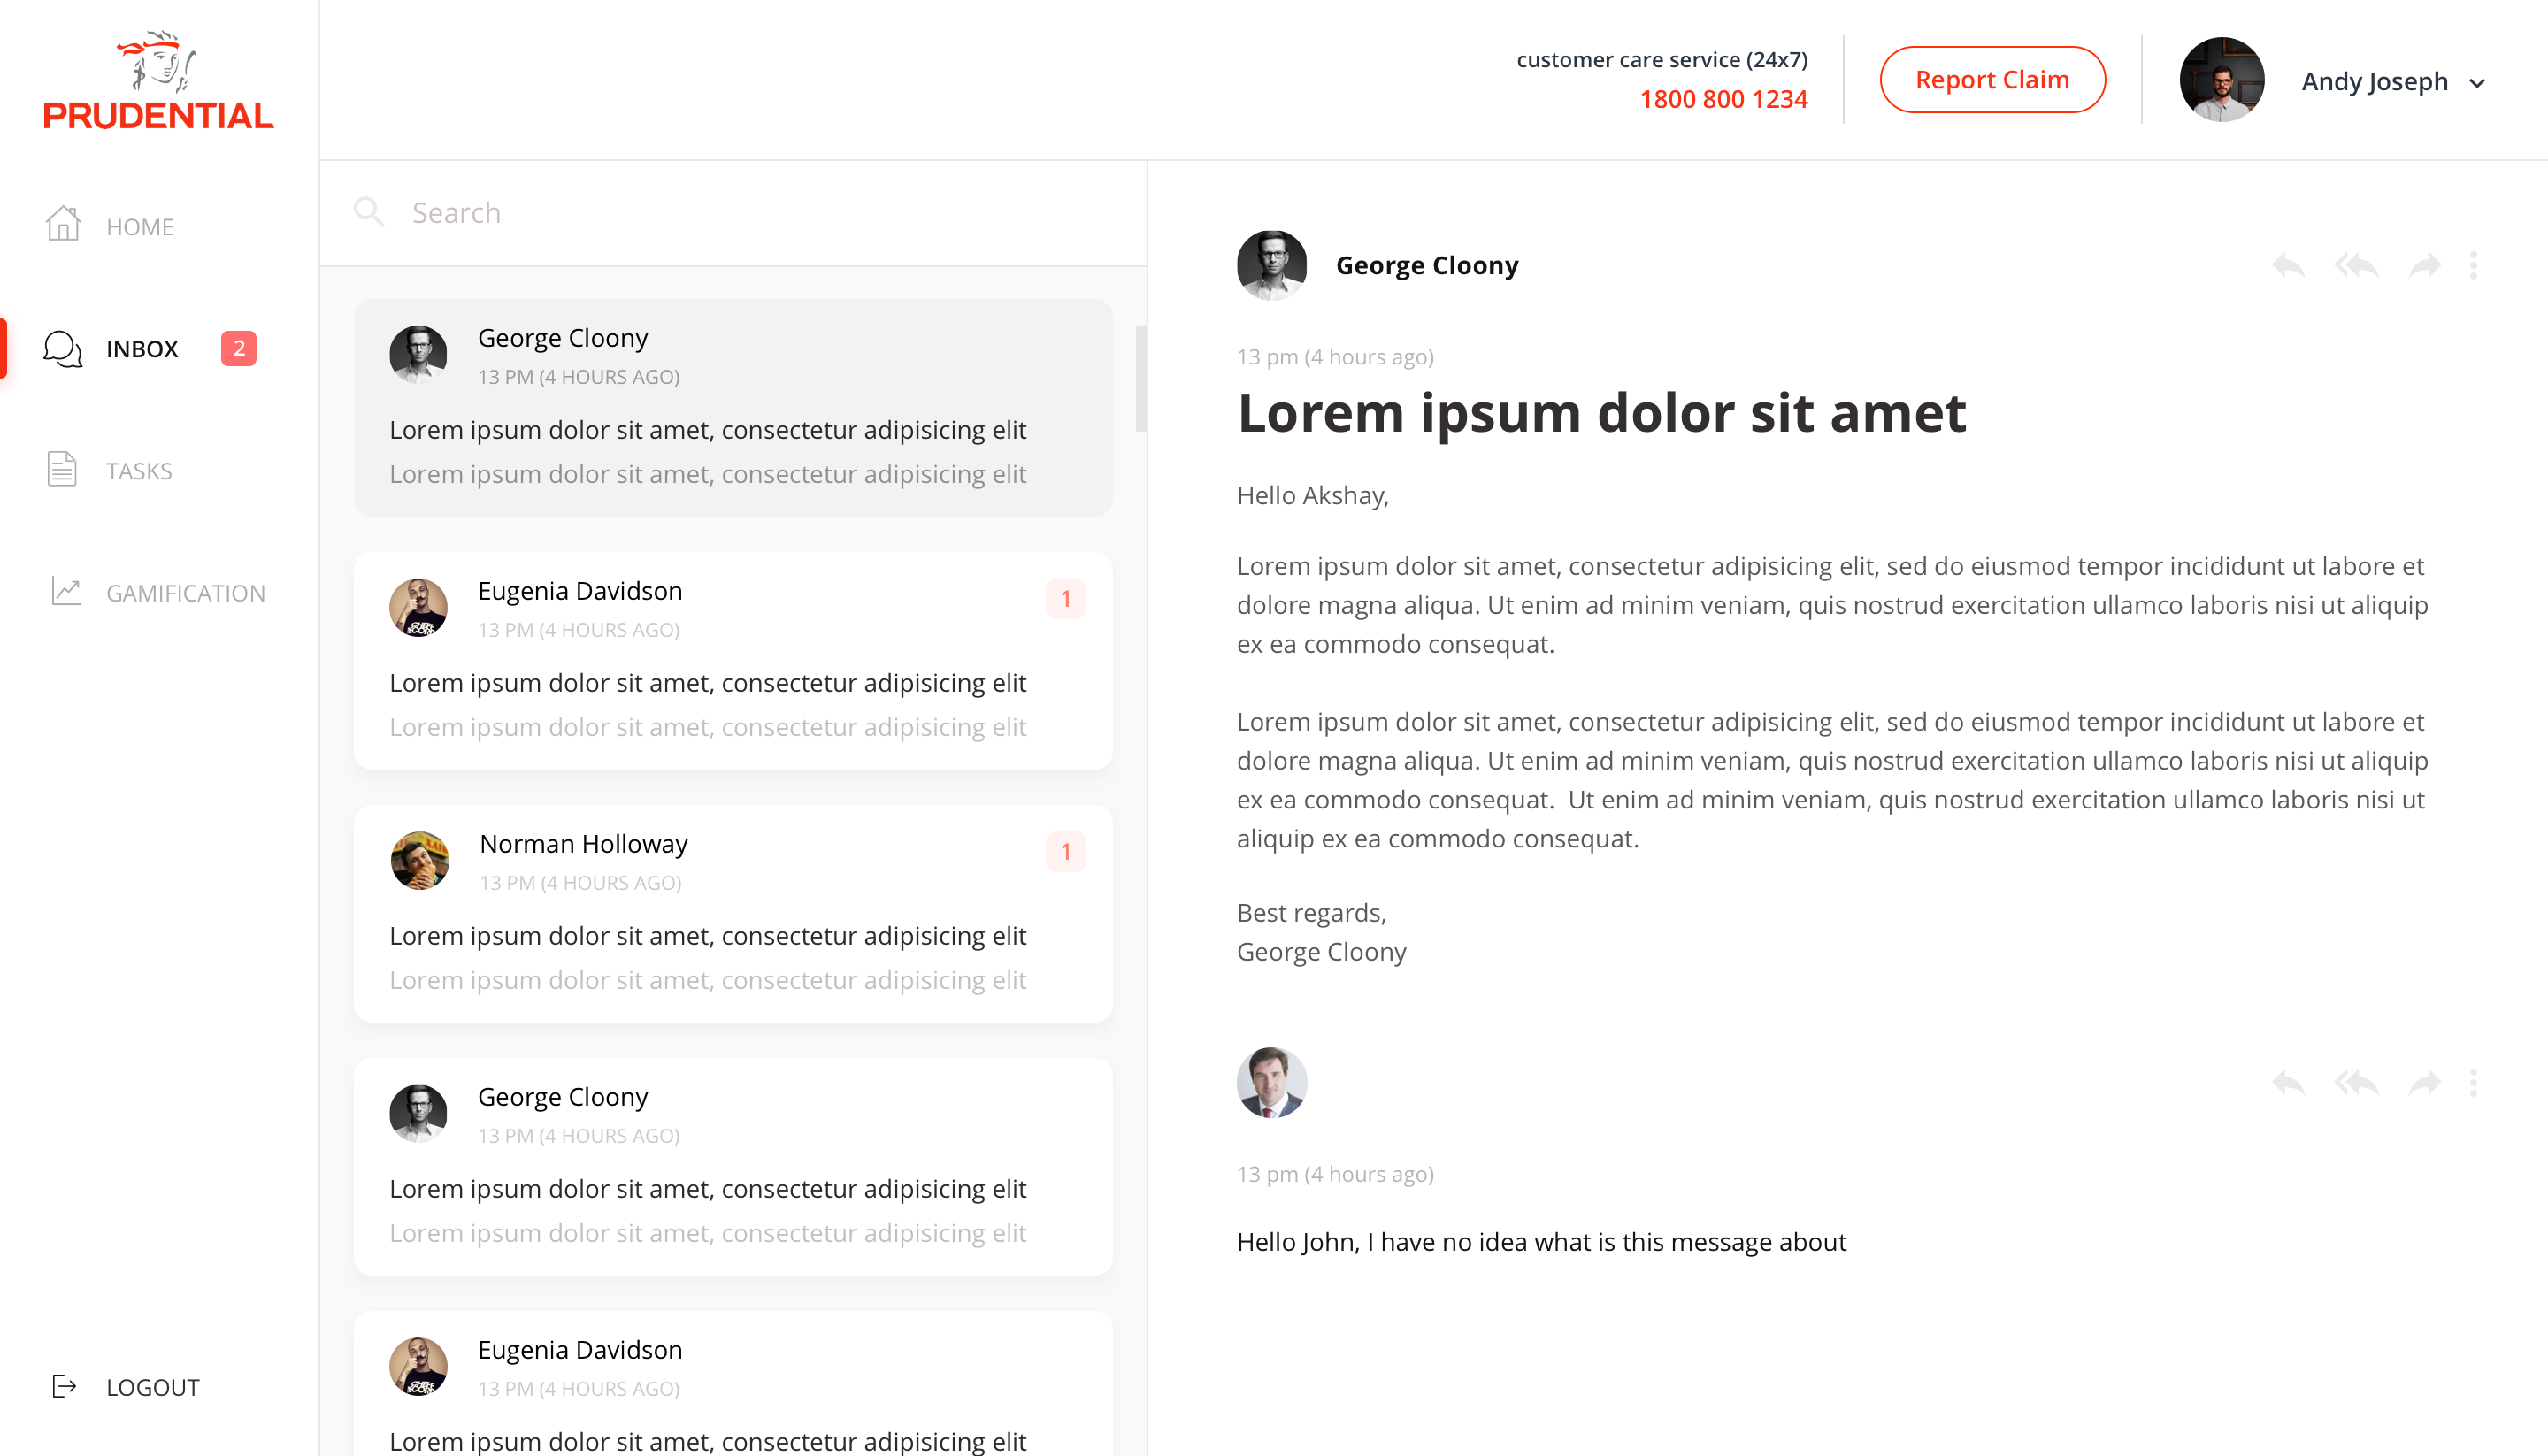 PRUDENTIAL
customer care service (24x7)
1800 800 1234
Report Claim
Andy Joseph
HOME
INBOX
2
TASKS
GAMIFICATION
LOGOUT
Search
George Cloony
13 PM (4 HOURS AGO)
Lorem ipsum dolor sit amet, consectetur adipisicing elit
Lorem ipsum dolor sit amet, consectetur adipisicing elit
Eugenia Davidson
1
13 PM (4 HOURS AGO)
Lorem ipsum dolor sit amet, consectetur adipisicing elit
Lorem ipsum dolor sit amet, consectetur adipisicing elit
Norman Holloway
1
13 PM (4 HOURS AGO)
Lorem ipsum dolor sit amet, consectetur adipisicing elit
Lorem ipsum dolor sit amet, consectetur adipisicing elit
George Cloony
13 PM (4 HOURS AGO)
Lorem ipsum dolor sit amet, consectetur adipisicing elit
Lorem ipsum dolor sit amet, consectetur adipisicing elit
Eugenia Davidson
13 PM (4 HOURS AGO)
Lorem ipsum dolor sit amet, consectetur adipisicing elit
George Cloony
13 pm (4 hours ago)
Lorem ipsum dolor sit amet
Hello Akshay,
Lorem ipsum dolor sit amet, consectetur adipisicing elit, sed do eiusmod tempor incididunt ut labore et
dolore magna aliqua. Ut enim ad minim veniam, quis nostrud exercitation ullamco laboris nisi ut aliquip
ex ea commodo consequat.
Lorem ipsum dolor sit amet, consectetur adipisicing elit, sed do eiusmod tempor incididunt ut labore et
dolore magna aliqua. Ut enim ad minim veniam, quis nostrud exercitation ullamco laboris nisi ut aliquip
ex ea commodo consequat.  Ut enim ad minim veniam, quis nostrud exercitation ullamco laboris nisi ut
aliquip ex ea commodo consequat.
Best regards,
George Cloony
13 pm (4 hours ago)
Hello John, I have no idea what is this message about